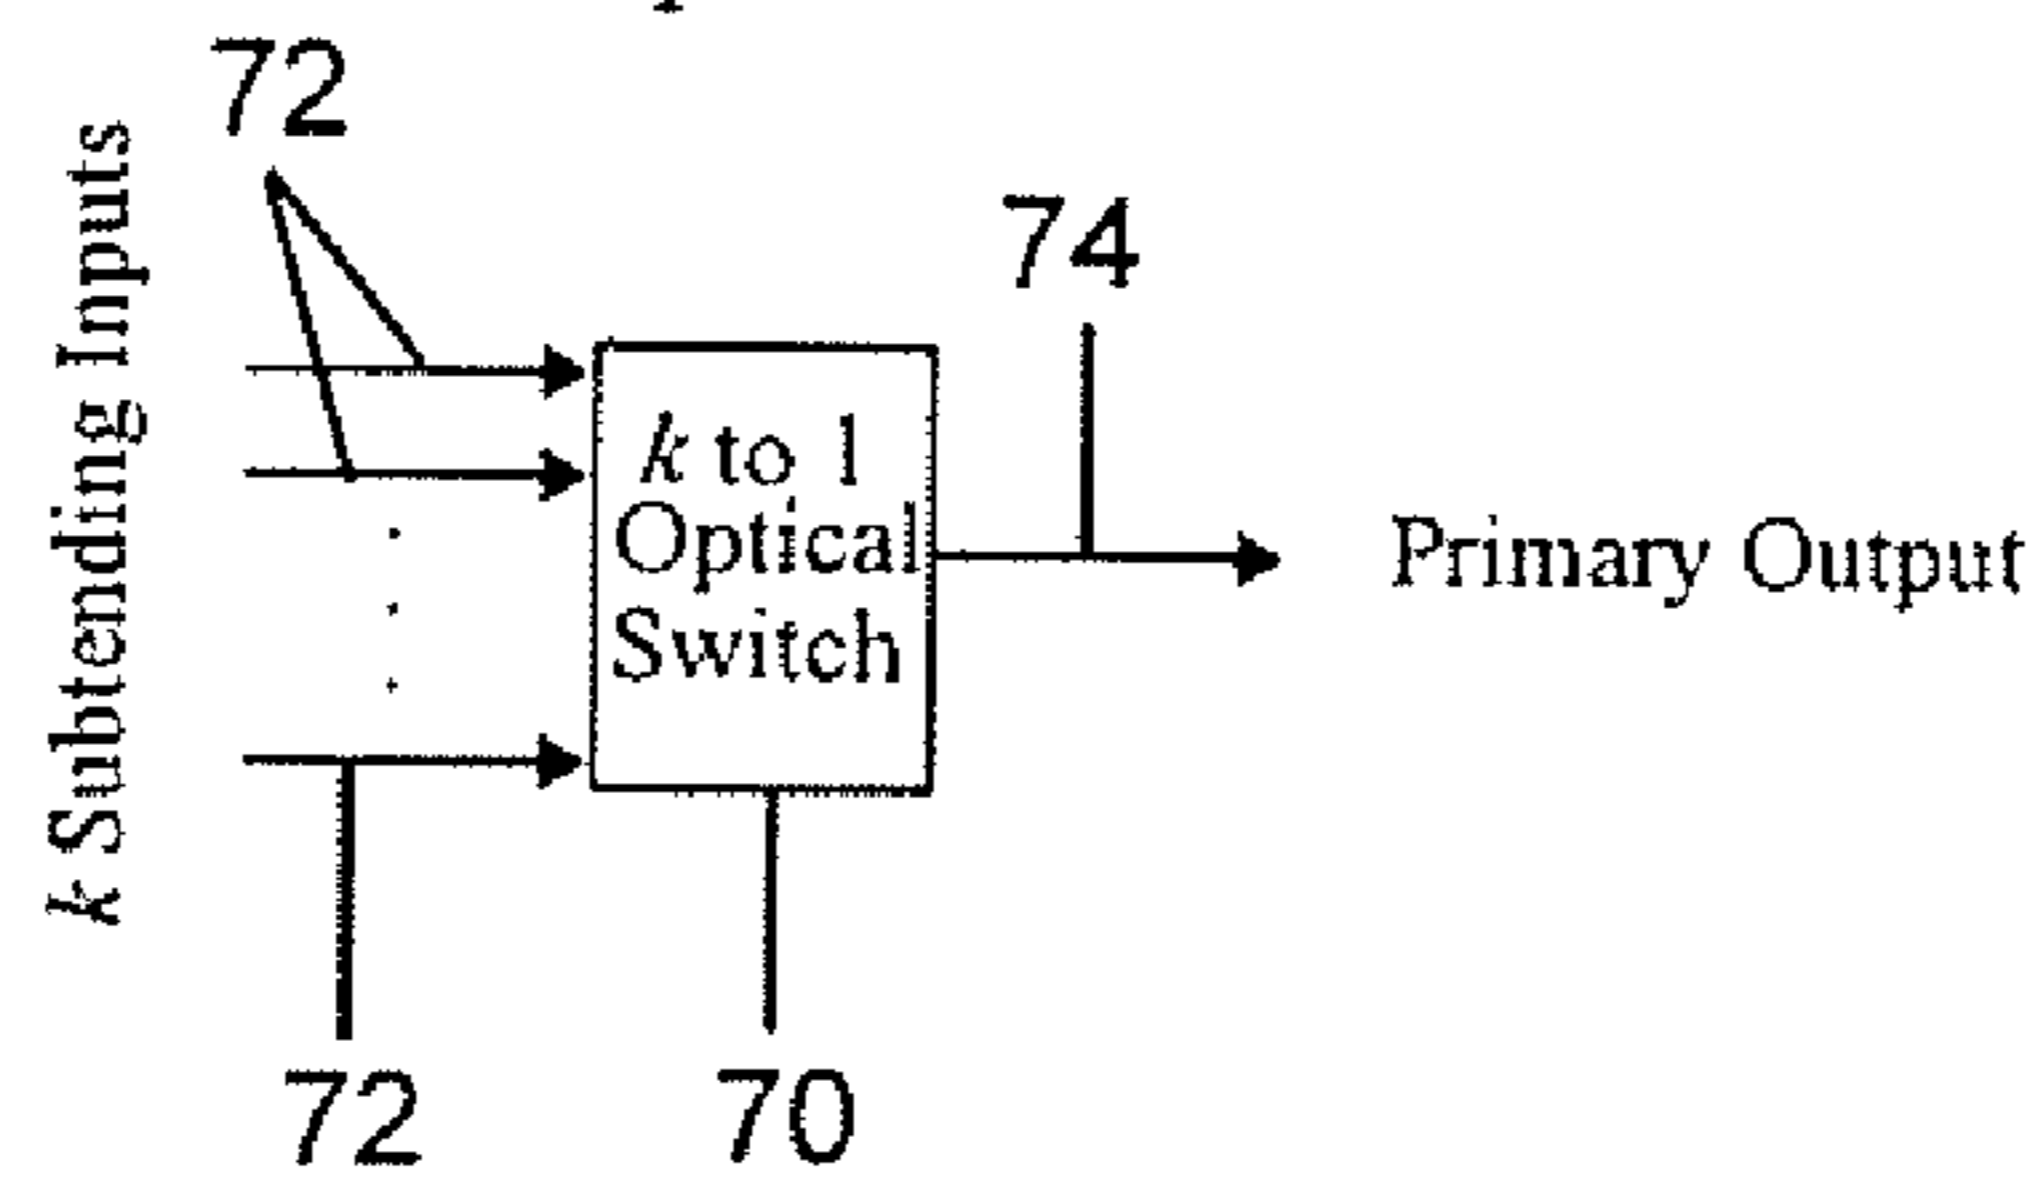 72
k Subtending Inputs
74
k to 1
Optical
Switch
Primary Output
72
70